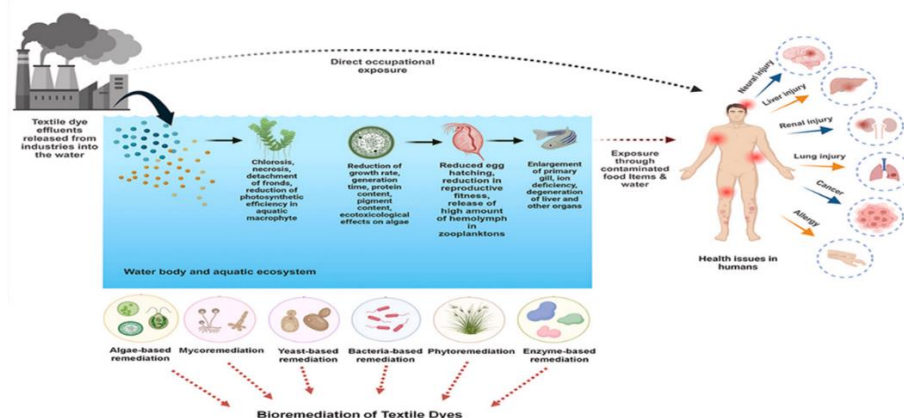 Direct occupational
exposure
Textile dye
effluents
released from
industries into
the water
Chlorosis,
necrosis,
detachment of
fronds,
reduction of
photosynthetic
efficiency in
aquatic
macrophyte
Reduction of
growth rate,
generation
time, protein
content,
pigment
content,
ecotoxicological
effects on algae
Reduced egg
hatching,
reduction in
reproductive
fitness,
release of
high amount
of hemolymph
in
zooplanktons
Enlargement
of primary
gill, ion
deficiency,
degeneration
of liver and
other organs
Water body and aquatic ecosystem
Exposure
through
contaminated
food items &
water
Neural injury
Liver injury
Renal injury
Lung injury
Cancer
Allergy
Health issues in
humans
Algae-based
remediation
Mycoremediation
Yeast-based
remediation
Bacteria-based
remediation
Phytoremediation
Enzyme-based
remediation
Bioremediation of Textile Dyes